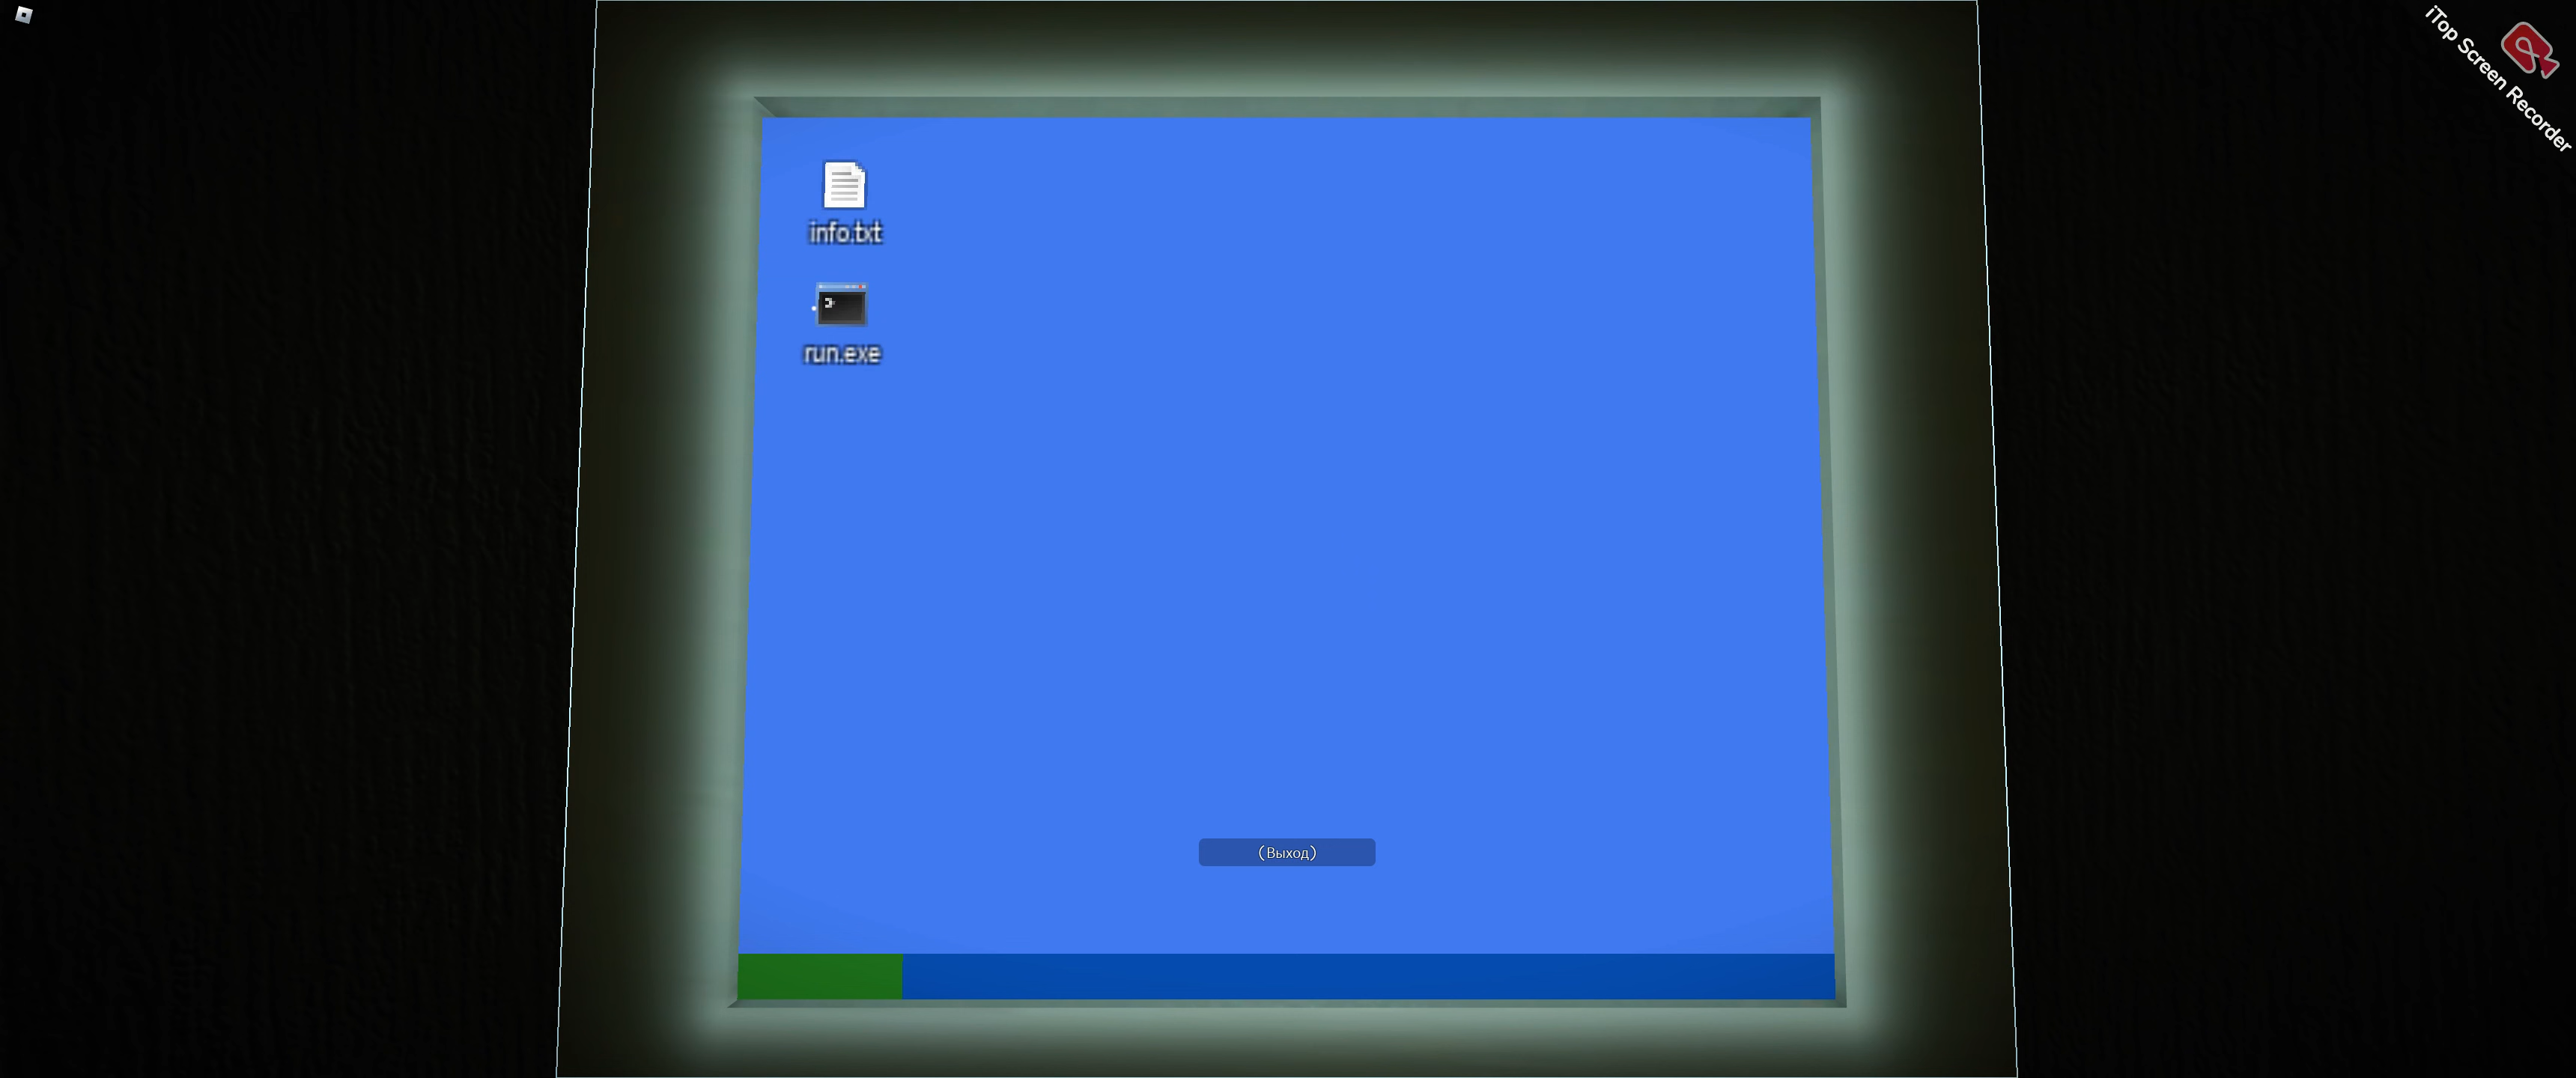 iTop Screen Recorder
info.txt
run.exe
(Выход)